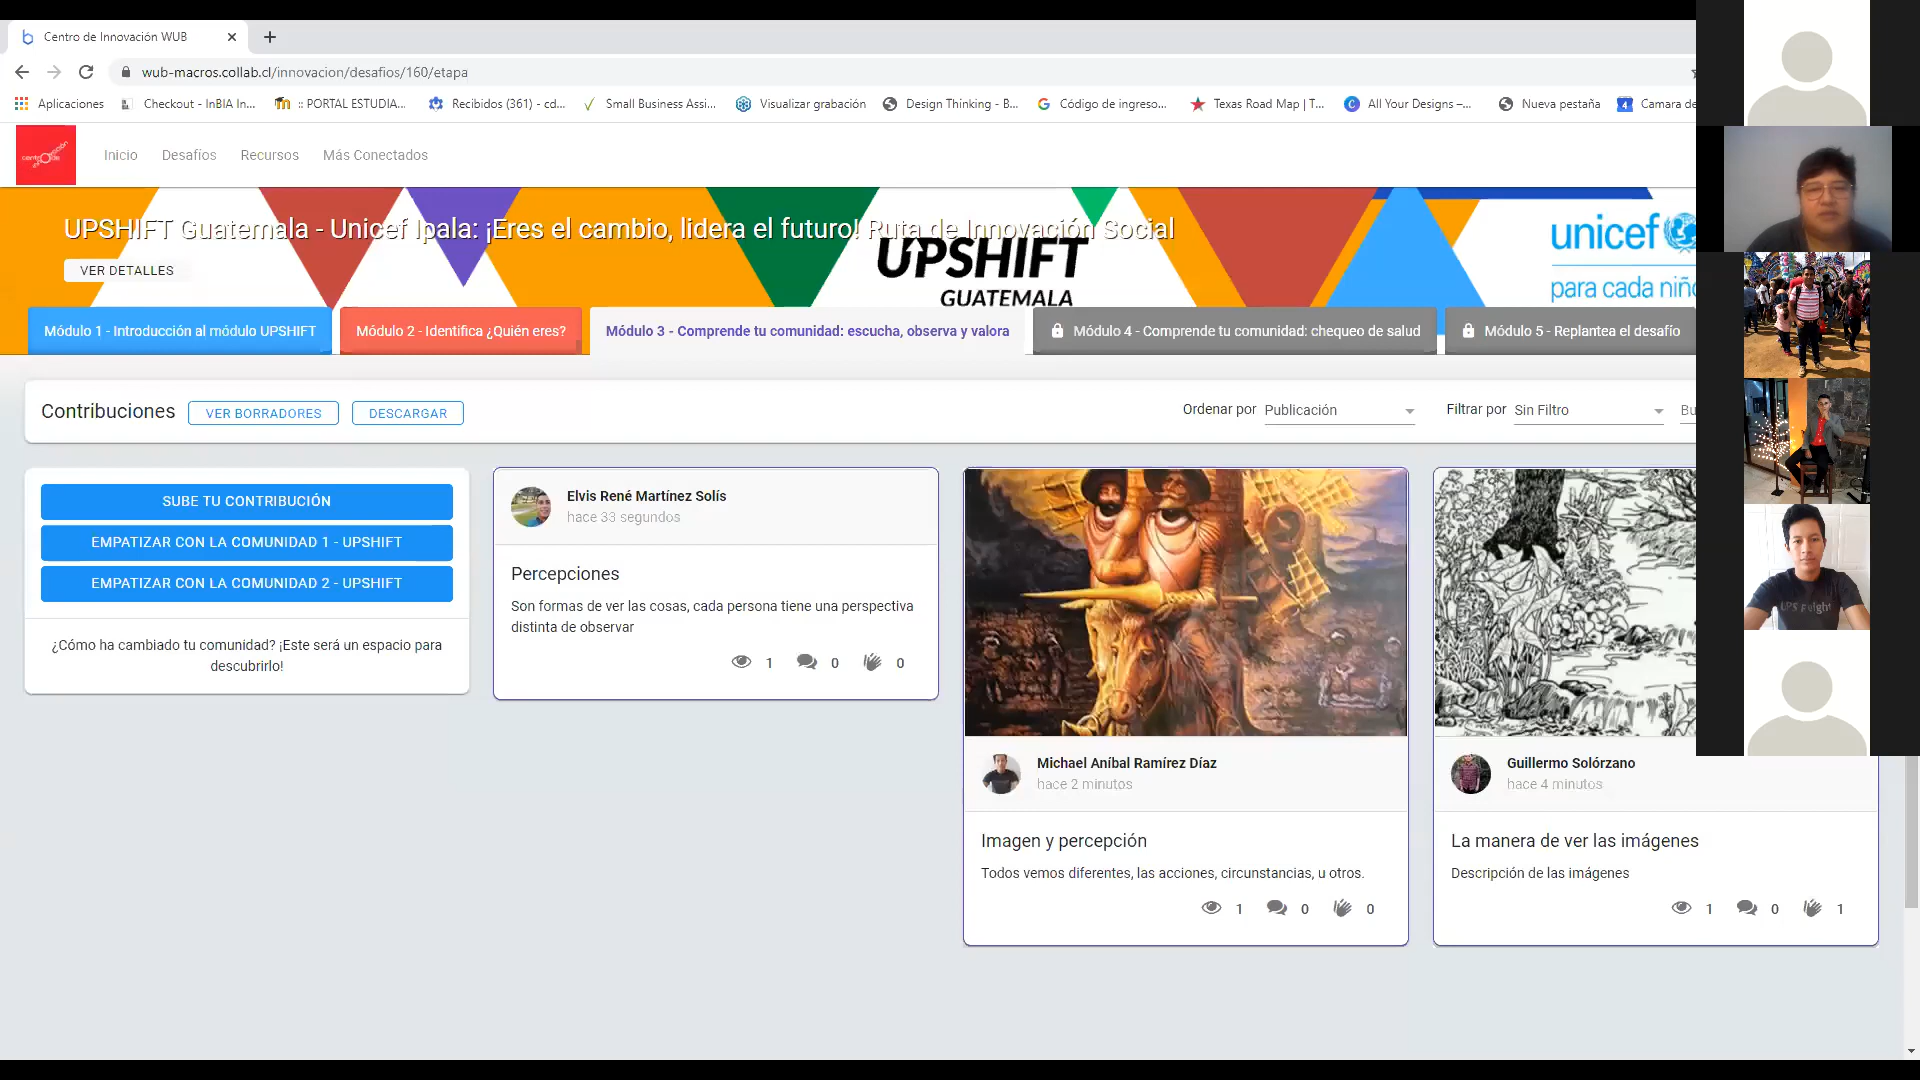 Centro de Innovación WUB
wub-macros.collab.cl/innovacion/desafios/160/etapa
Aplicaciones
Checkout - InBIA In...
:: PORTAL ESTUDIA...
Recibidos (361) - cd...
Small Business Assi...
Visualizar grabación
Design Thinking - B...
Código de ingreso...
Texas Road Map | T...
All Your Designs –...
Nueva pestaña
Camara de
Inicio
Desafíos
Recursos
Más Conectados
UPSHIFT Guatemala - Unicef Ipala: ¡Eres el cambio, lidera el futuro! Ruta de Innovación Social
VER DETALLES
UPSHIFT
GUATEMALA
unicef
para cada niño
Módulo 1 - Introducción al módulo UPSHIFT
Módulo 2 - Identifica ¿Quién eres?
Módulo 3 - Comprende tu comunidad: escucha, observa y valora
Módulo 4 - Comprende tu comunidad: chequeo de salud
Módulo 5 - Replantea el desafío
Contribuciones
VER BORRADORES
DESCARGAR
Ordenar por
Publicación
Filtrar por
Sin Filtro
Bu
SUBE TU CONTRIBUCIÓN
EMPATIZAR CON LA COMUNIDAD 1 - UPSHIFT
EMPATIZAR CON LA COMUNIDAD 2 - UPSHIFT
¿Cómo ha cambiado tu comunidad? ¡Este será un espacio para
descubrirlo!
Elvis René Martínez Solís
hace 33 segundos
Percepciones
Son formas de ver las cosas, cada persona tiene una perspectiva
distinta de observar
1 0 0
Michael Aníbal Ramírez Díaz
hace 2 minutos
Imagen y percepción
Todos vemos diferentes, las acciones, circunstancias, u otros.
1 0 0
Guillermo Solórzano
hace 4 minutos
La manera de ver las imágenes
Descripción de las imágenes
1 0 1